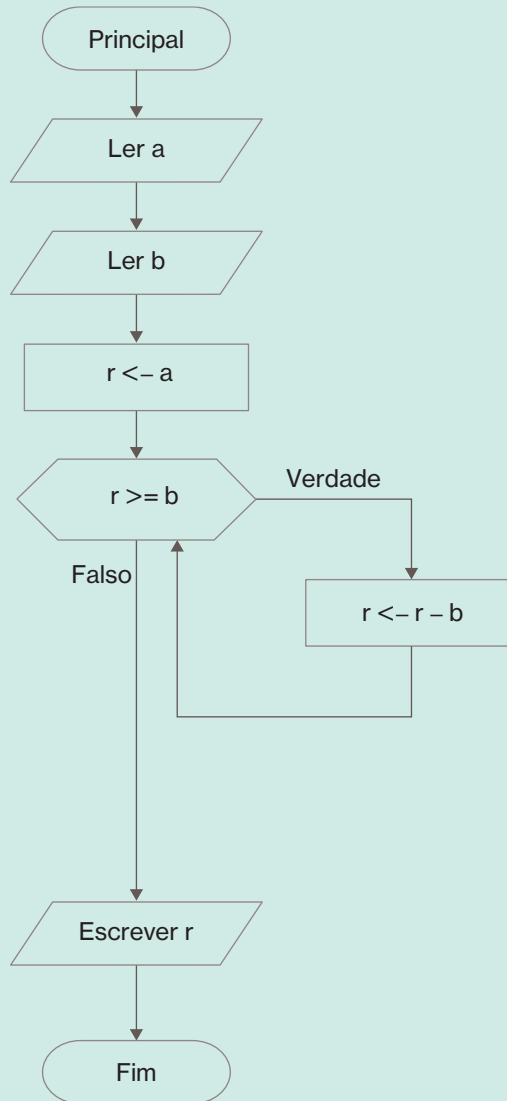 Principal
Ler a
Ler b
r <– a
r >= b
Verdade
Falso
r <– r – b
Escrever r
Fim